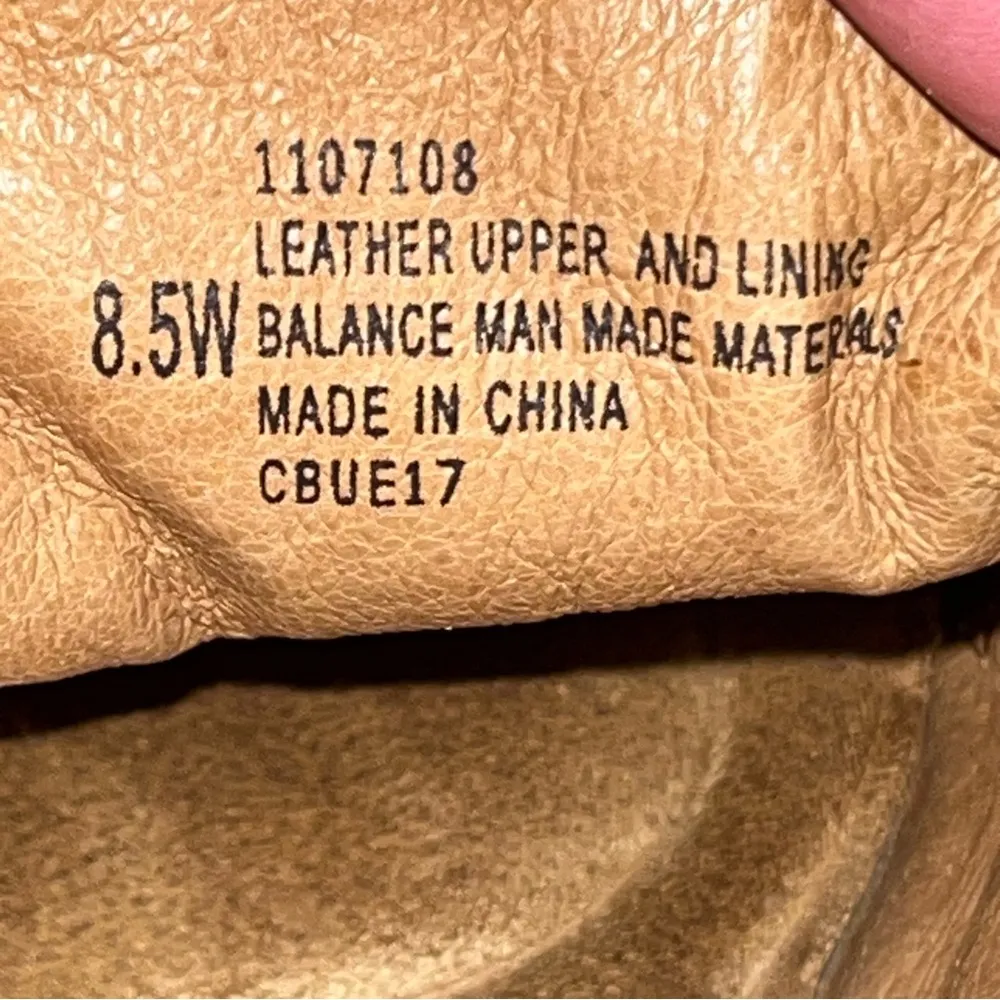 1107108
LEATHER UPPER AND LINING
8.5W
BALANCE MAN MADE MATERIALS
MADE IN CHINA
CBUE17